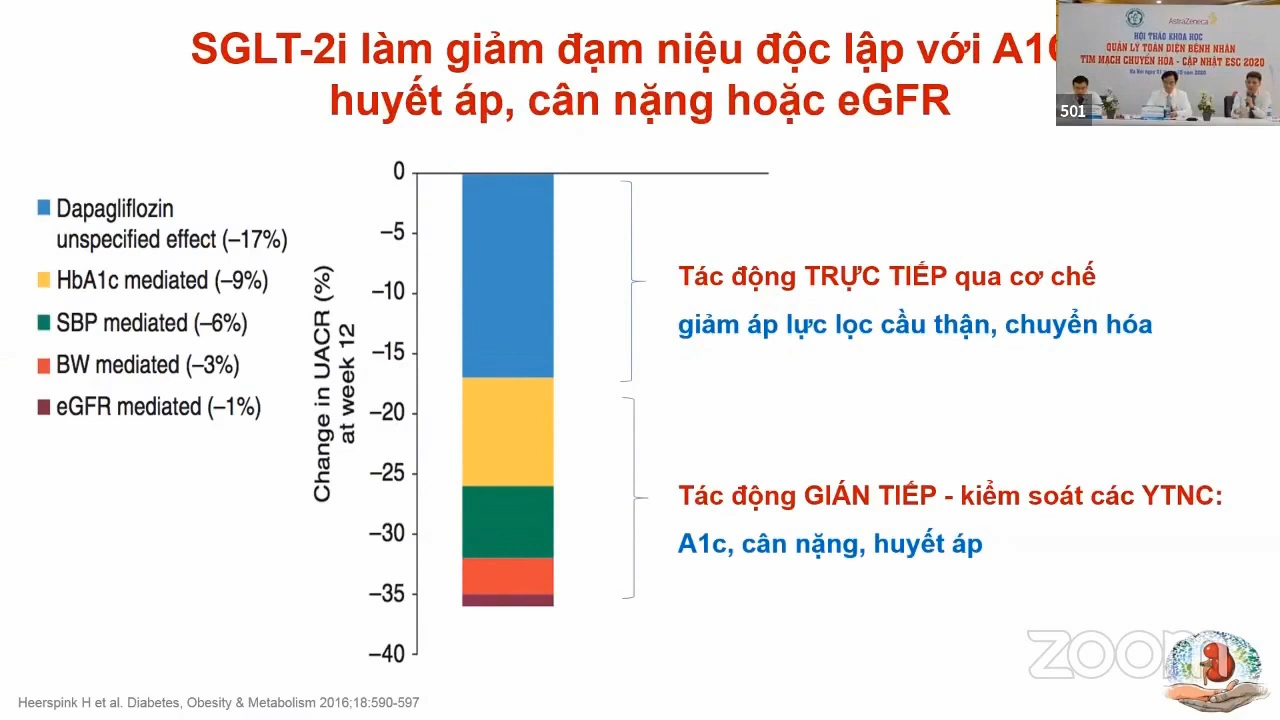 SGLT-2i làm giảm đạm niệu độc lập với A1
huyết áp, cân nặng hoặc eGFR
AstraZeneca
HỘI THẢO KHOA HỌC
QUẢN LÝ TOÀN DIỆN BỆNH NHÂN
TIM MẠCH CHUYỂN HÓA - CẬP NHẬT ESC 2020
501
Dapagliflozin
unspecified effect (–17%)
HbA1c mediated (–9%)
SBP mediated (–6%)
BW mediated (–3%)
eGFR mediated (–1%)
Change in UACR (%)
at week 12
0
–5
–10
–15
–20
–25
–30
–35
–40
Tác động TRỰC TIẾP qua cơ chế
giảm áp lực lọc cầu thận, chuyển hóa
Tác động GIÁN TIẾP - kiểm soát các YTNC:
A1c, cân nặng, huyết áp
zoom
Heerspink H et al. Diabetes, Obesity & Metabolism 2016;18:590-597